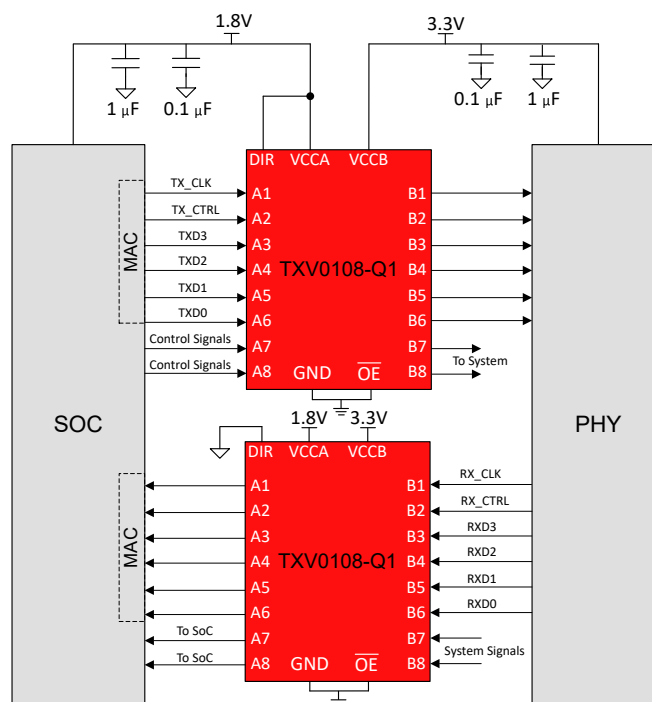 1.8V
3.3V
1 µF
0.1 µF
0.1 µF
1 µF
DIR
VCCA
VCCB
MAC
TX_CLK
A1
B1
TX_CTRL
A2
B2
TXD3
A3
B3
TXV0108-Q1
TXD2
A4
B4
TXD1
A5
B5
TXD0
A6
B6
Control Signals
A7
B7
To System
Control Signals
A8
B8
GND
OE
SOC
PHY
1.8V
3.3V
DIR
VCCA
VCCB
MAC
A1
B1
RX_CLK
A2
B2
RX_CTRL
A3
B3
RXD3
TXV0108-Q1
A4
B4
RXD2
A5
B5
RXD1
A6
B6
RXD0
To SoC
A7
B7
System Signals
To SoC
A8
B8
GND
OE